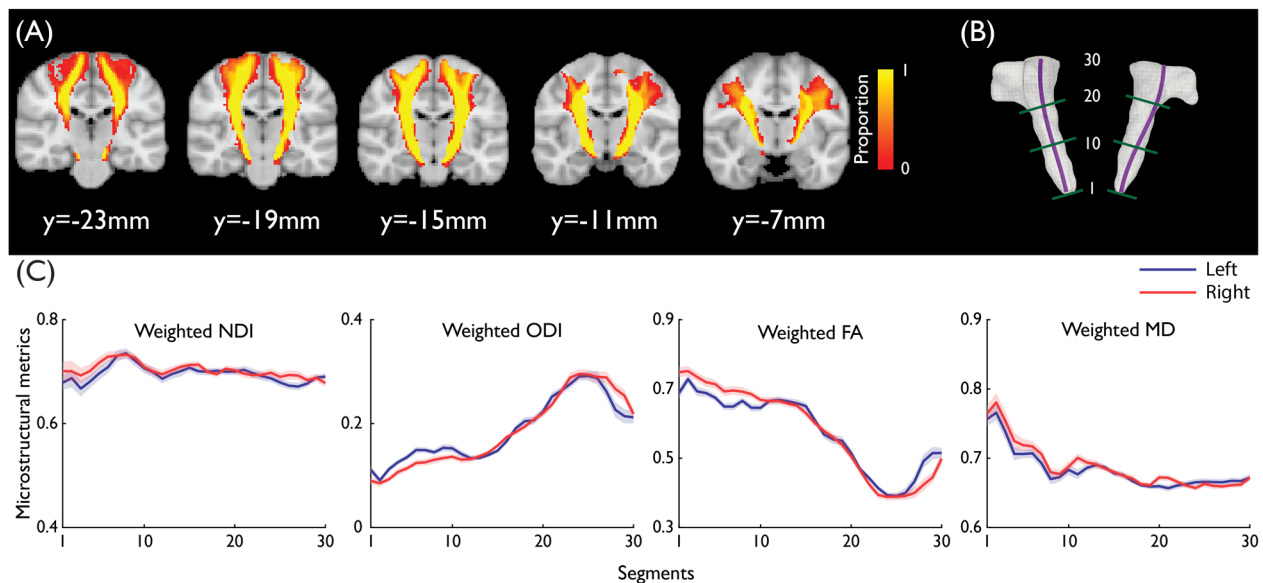 (A)
(B)
Proportion
1
0
30
20
10
1
y=-23mm
y=-19mm
y=-15mm
y=-11mm
y=-7mm
(C)
Left
Right
Microstructural metrics
Weighted NDI
0.8
0.6
0.4
1
10
20
30
Weighted ODI
0.4
0.2
0
1
10
20
30
Weighted FA
0.9
0.7
0.5
0.3
1
10
20
30
Weighted MD
0.9
0.8
0.7
0.6
1
10
20
30
Segments